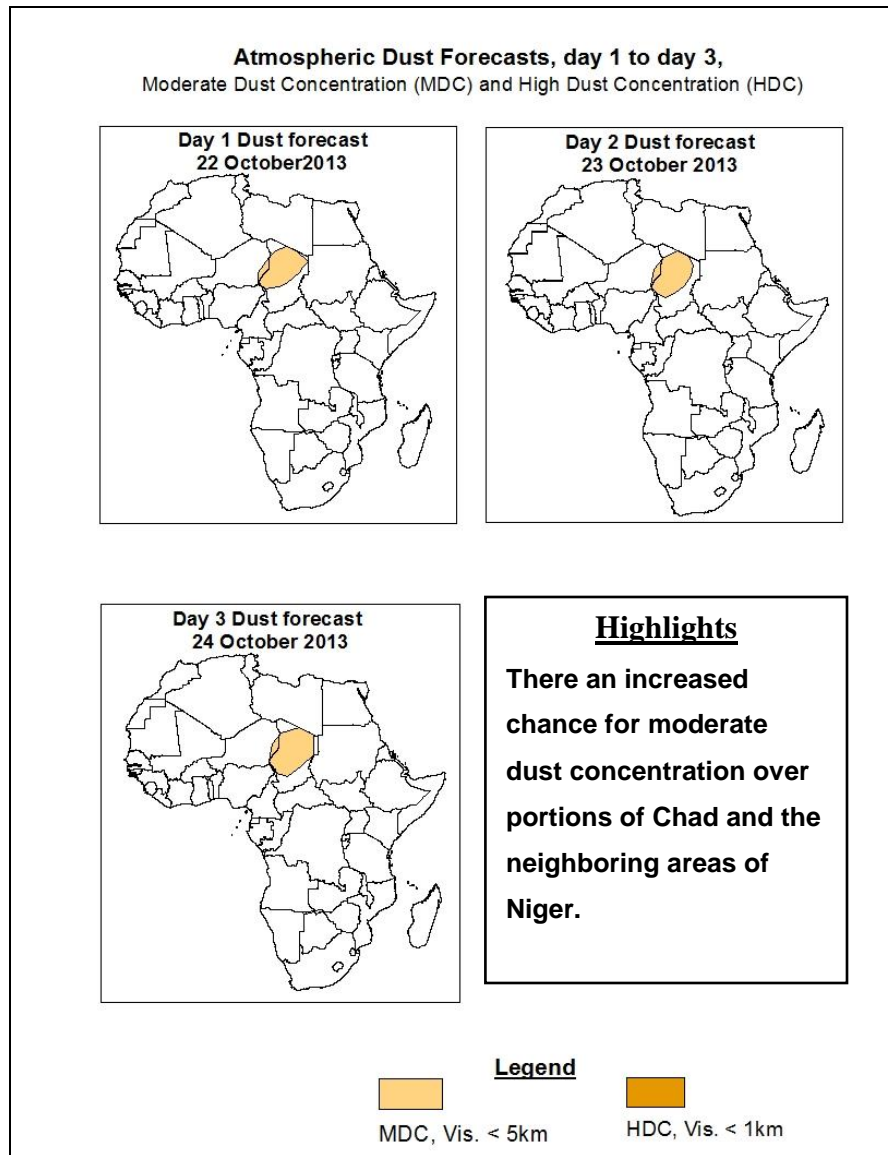 Atmospheric Dust Forecasts, day 1 to day 3,
Moderate Dust Concentration (MDC) and High Dust Concentration (HDC)
Day 1 Dust forecast
22 October2013
Day 2 Dust forecast
23 October 2013
Day 3 Dust forecast
24 October 2013
Highlights
There an increased
chance for moderate
dust concentration over
portions of Chad and the
neighboring areas of
Niger.
Legend
MDC, Vis. < 5km
HDC, Vis. < 1km